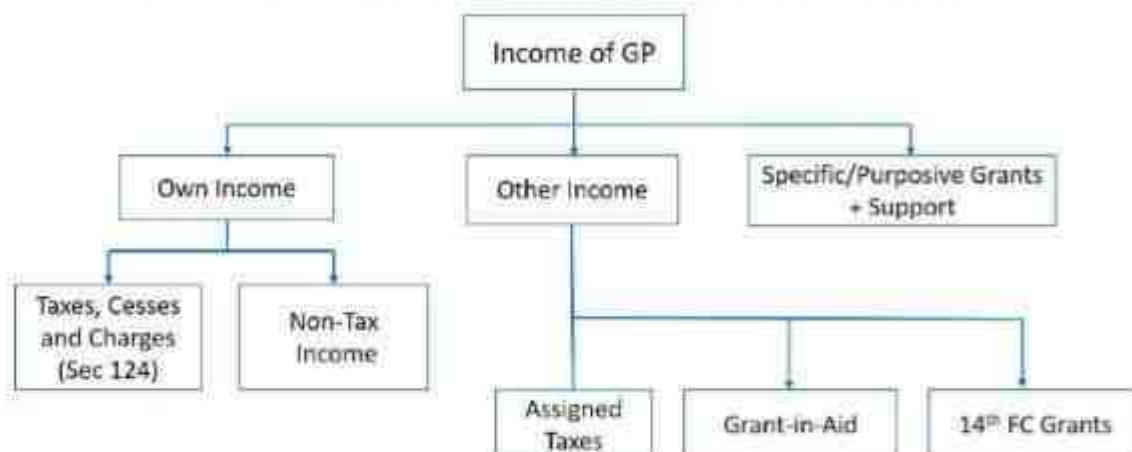 Income of GP
Own Income
Other Income
Specific/Purposive Grants
+ Support
Taxes, Cesses
and Charges
(Sec 124)
Non-Tax
Income
Assigned
Taxes
Grant-in-Aid
14th FC Grants